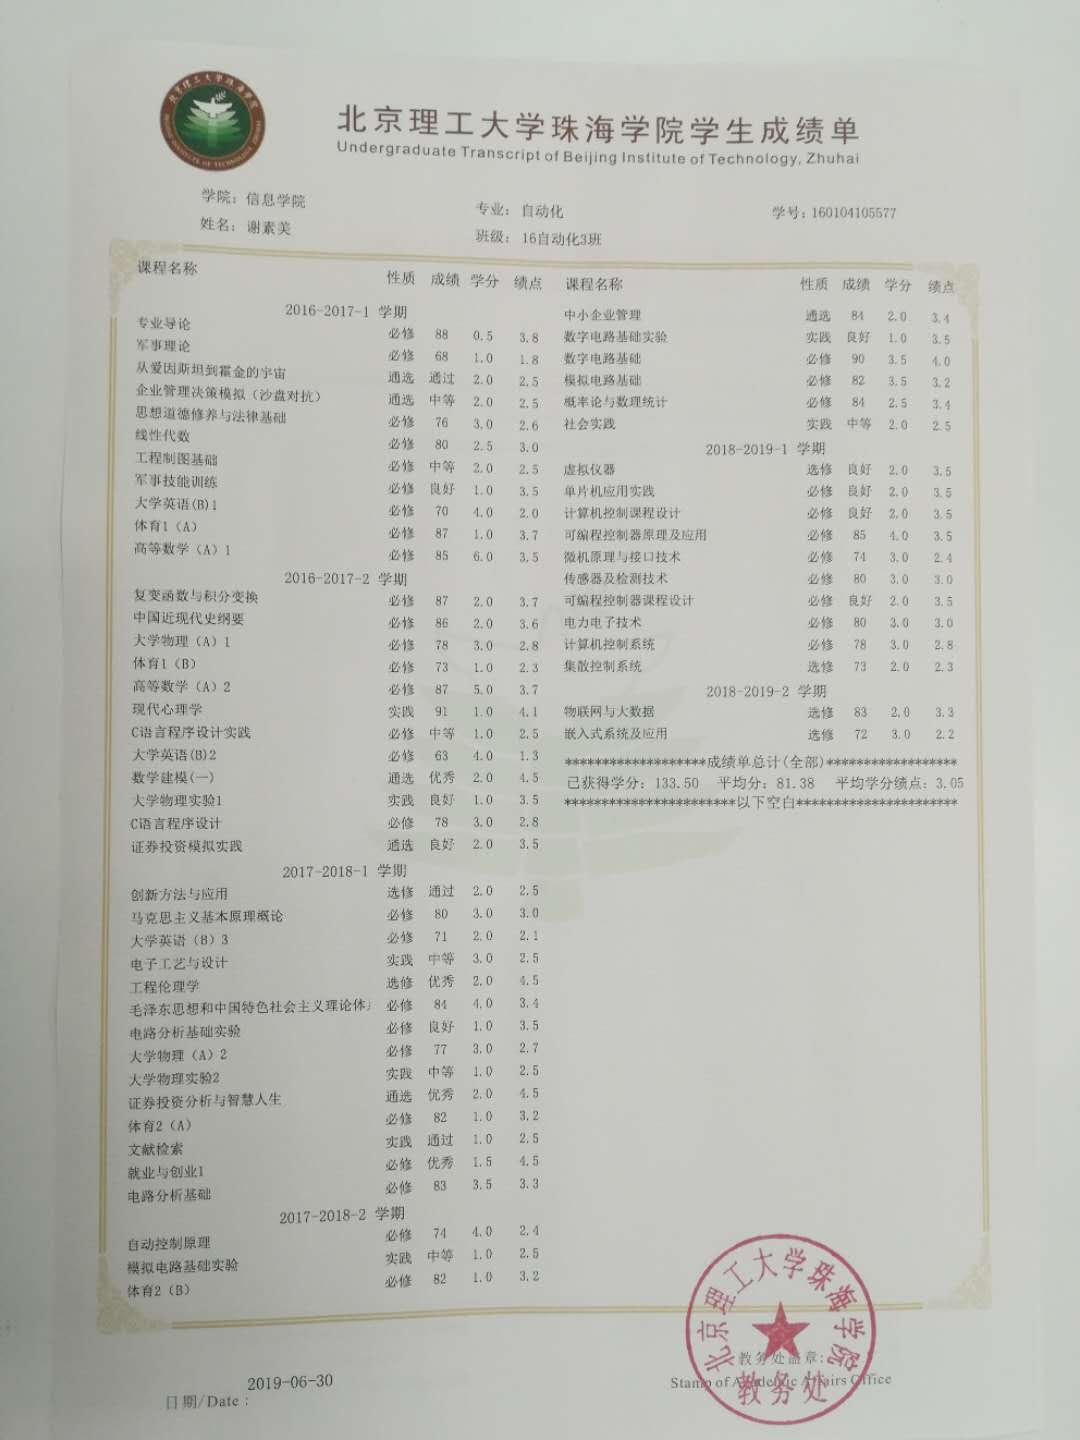 北京理工大学珠海学院学生成绩单
Undergraduate Transcript of Beijing Institute of Technology, Zhuhai
学院：信息学院
专业：自动化
学号：160104105577
姓名：谢素美
班级：16自动化3班
课程名称 性质 成绩 学分 绩点
2016-2017-1 学期
专业导论 必修 88 0.5 3.8
军事理论 必修 68 1.0 1.8
从爱因斯坦到霍金的宇宙 通选 通过 2.0 2.5
企业管理决策模拟（沙盘对抗） 通选 中等 2.0 2.5
思想道德修养与法律基础 必修 76 3.0 2.6
线性代数 必修 80 2.5 3.0
工程制图基础 必修 中等 2.0 2.5
军事技能训练 必修 良好 1.0 3.5
大学英语(B)1 必修 70 4.0 2.0
体育1（A） 必修 87 1.0 3.7
高等数学（A）1 必修 85 6.0 3.5
2016-2017-2 学期
复变函数与积分变换 必修 87 2.0 3.7
中国近现代史纲要 必修 86 2.0 3.6
大学物理（A）1 必修 78 3.0 2.8
体育1（B） 必修 73 1.0 2.3
高等数学（A）2 必修 87 5.0 3.7
现代心理学 实践 91 1.0 4.1
C语言程序设计实践 必修 中等 1.0 2.5
大学英语(B)2 必修 63 4.0 1.3
数学建模(一) 通选 优秀 2.0 4.5
大学物理实验1 实践 良好 1.0 3.5
C语言程序设计 必修 78 3.0 2.8
证券投资模拟实践 通选 良好 2.0 3.5
2017-2018-1 学期
创新方法与应用 选修 通过 2.0 2.5
马克思主义基本原理概论 必修 80 3.0 3.0
大学英语（B）3 必修 71 2.0 2.1
电子工艺与设计 实践 中等 3.0 2.5
工程伦理学 选修 优秀 2.0 4.5
毛泽东思想和中国特色社会主义理论体 必修 84 4.0 3.4
电路分析基础实验 必修 良好 1.0 3.5
大学物理（A）2 必修 77 3.0 2.7
大学物理实验2 实践 中等 1.0 2.5
证券投资分析与智慧人生 通选 优秀 2.0 4.5
体育2（A） 必修 82 1.0 3.2
文献检索 实践 通过 1.0 2.5
就业与创业1 必修 优秀 1.5 4.5
电路分析基础 必修 83 3.5 3.3
2017-2018-2 学期
自动控制原理 必修 74 4.0 2.4
模拟电路基础实验 实践 中等 1.0 2.5
体育2（B） 必修 82 1.0 3.2
课程名称 性质 成绩 学分 绩点
中小企业管理 通选 84 2.0 3.4
数字电路基础实验 实践 良好 1.0 3.5
数字电路基础 必修 90 3.5 4.0
模拟电路基础 必修 82 3.5 3.2
概率论与数理统计 必修 84 2.5 3.4
社会实践 实践 中等 2.0 2.5
2018-2019-1 学期
虚拟仪器 选修 良好 2.0 3.5
单片机应用实践 必修 良好 2.0 3.5
计算机控制课程设计 必修 良好 2.0 3.5
可编程控制器原理及应用 必修 85 4.0 3.5
微机原理与接口技术 必修 74 3.0 2.4
传感器及检测技术 必修 80 3.0 3.0
可编程控制器课程设计 必修 良好 2.0 3.5
电力电子技术 必修 80 3.0 3.0
计算机控制系统 必修 78 3.0 2.8
集散控制系统 选修 73 2.0 2.3
2018-2019-2 学期
物联网与大数据 选修 83 2.0 3.3
嵌入式系统及应用 选修 72 3.0 2.2
*******************成绩单总计(全部)******************
已获得学分：133.50 平均分：81.38 平均学分绩点：3.05
***********************以下空白**********************
北京理工大学珠海学院
教务处盖章：
Stamp of Academic Affairs Office
教务处
2019-06-30
日期/Date：